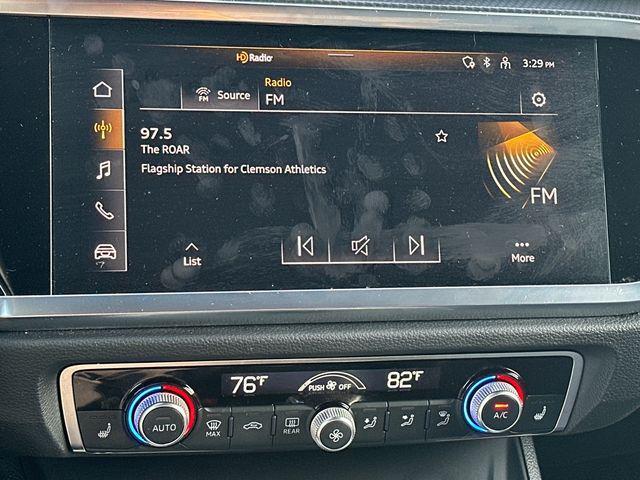 HD Radio
3:29 PM
Radio
FM
Source
FM
97.5
The ROAR
Flagship Station for Clemson Athletics
FM
List
More
76°F
PUSH OFF
82°F
AUTO
MAX
REAR
A/C